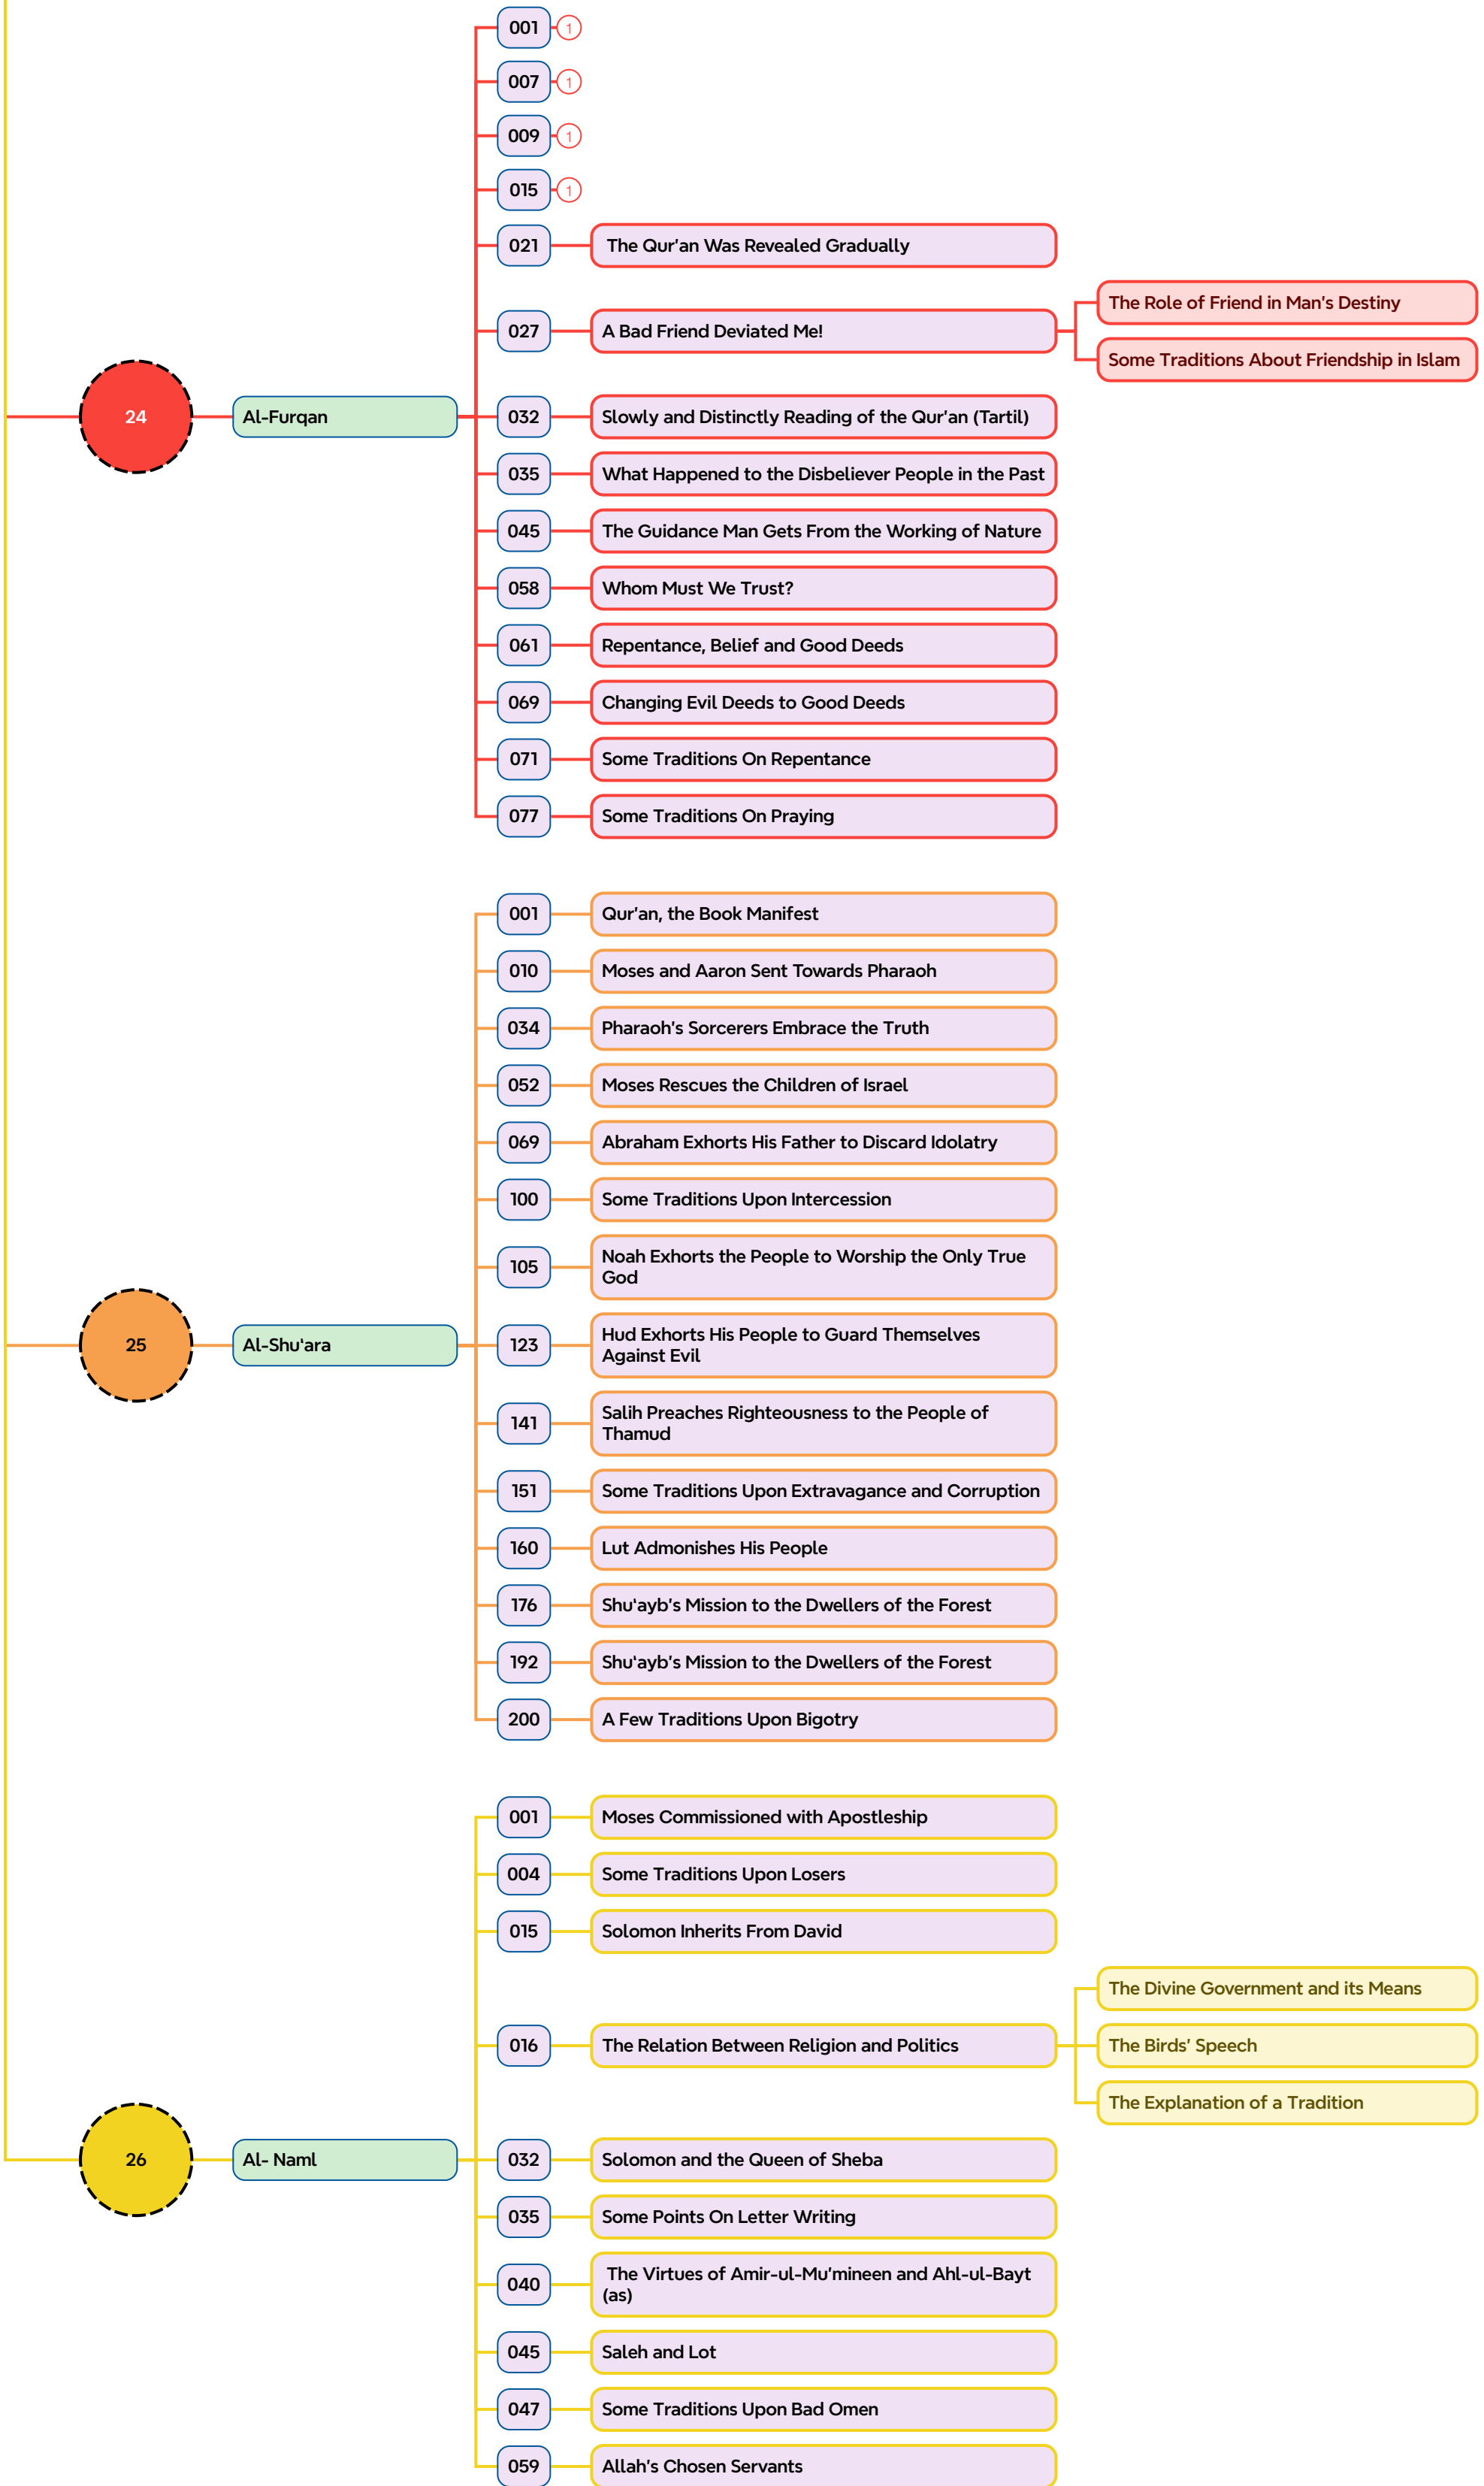 001 1
007 1
009 1
015 1
021 The Qur'an Was Revealed Gradually
027 A Bad Friend Deviated Me!
The Role of Friend in Man's Destiny
Some Traditions About Friendship in Islam
24 Al-Furqan
032 Slowly and Distinctly Reading of the Qur'an (Tartil)
035 What Happened to the Disbeliever People in the Past
045 The Guidance Man Gets From the Working of Nature
058 Whom Must We Trust?
061 Repentance, Belief and Good Deeds
069 Changing Evil Deeds to Good Deeds
071 Some Traditions On Repentance
077 Some Traditions On Praying
001 Qur'an, the Book Manifest
010 Moses and Aaron Sent Towards Pharaoh
034 Pharaoh's Sorcerers Embrace the Truth
052 Moses Rescues the Children of Israel
069 Abraham Exhorts His Father to Discard Idolatry
100 Some Traditions Upon Intercession
105 Noah Exhorts the People to Worship the Only True
God
25 Al-Shu‘ara
123 Hud Exhorts His People to Guard Themselves
Against Evil
141 Salih Preaches Righteousness to the People of
Thamud
151 Some Traditions Upon Extravagance and Corruption
160 Lut Admonishes His People
176 Shu‘ayb's Mission to the Dwellers of the Forest
192 Shu‘ayb's Mission to the Dwellers of the Forest
200 A Few Traditions Upon Bigotry
001 Moses Commissioned with Apostleship
004 Some Traditions Upon Losers
015 Solomon Inherits From David
016 The Relation Between Religion and Politics
The Divine Government and its Means
The Birds' Speech
The Explanation of a Tradition
26 Al- Naml
032 Solomon and the Queen of Sheba
035 Some Points On Letter Writing
040 The Virtues of Amir-ul-Mu'mineen and Ahl-ul-Bayt
(as)
045 Saleh and Lot
047 Some Traditions Upon Bad Omen
059 Allah's Chosen Servants